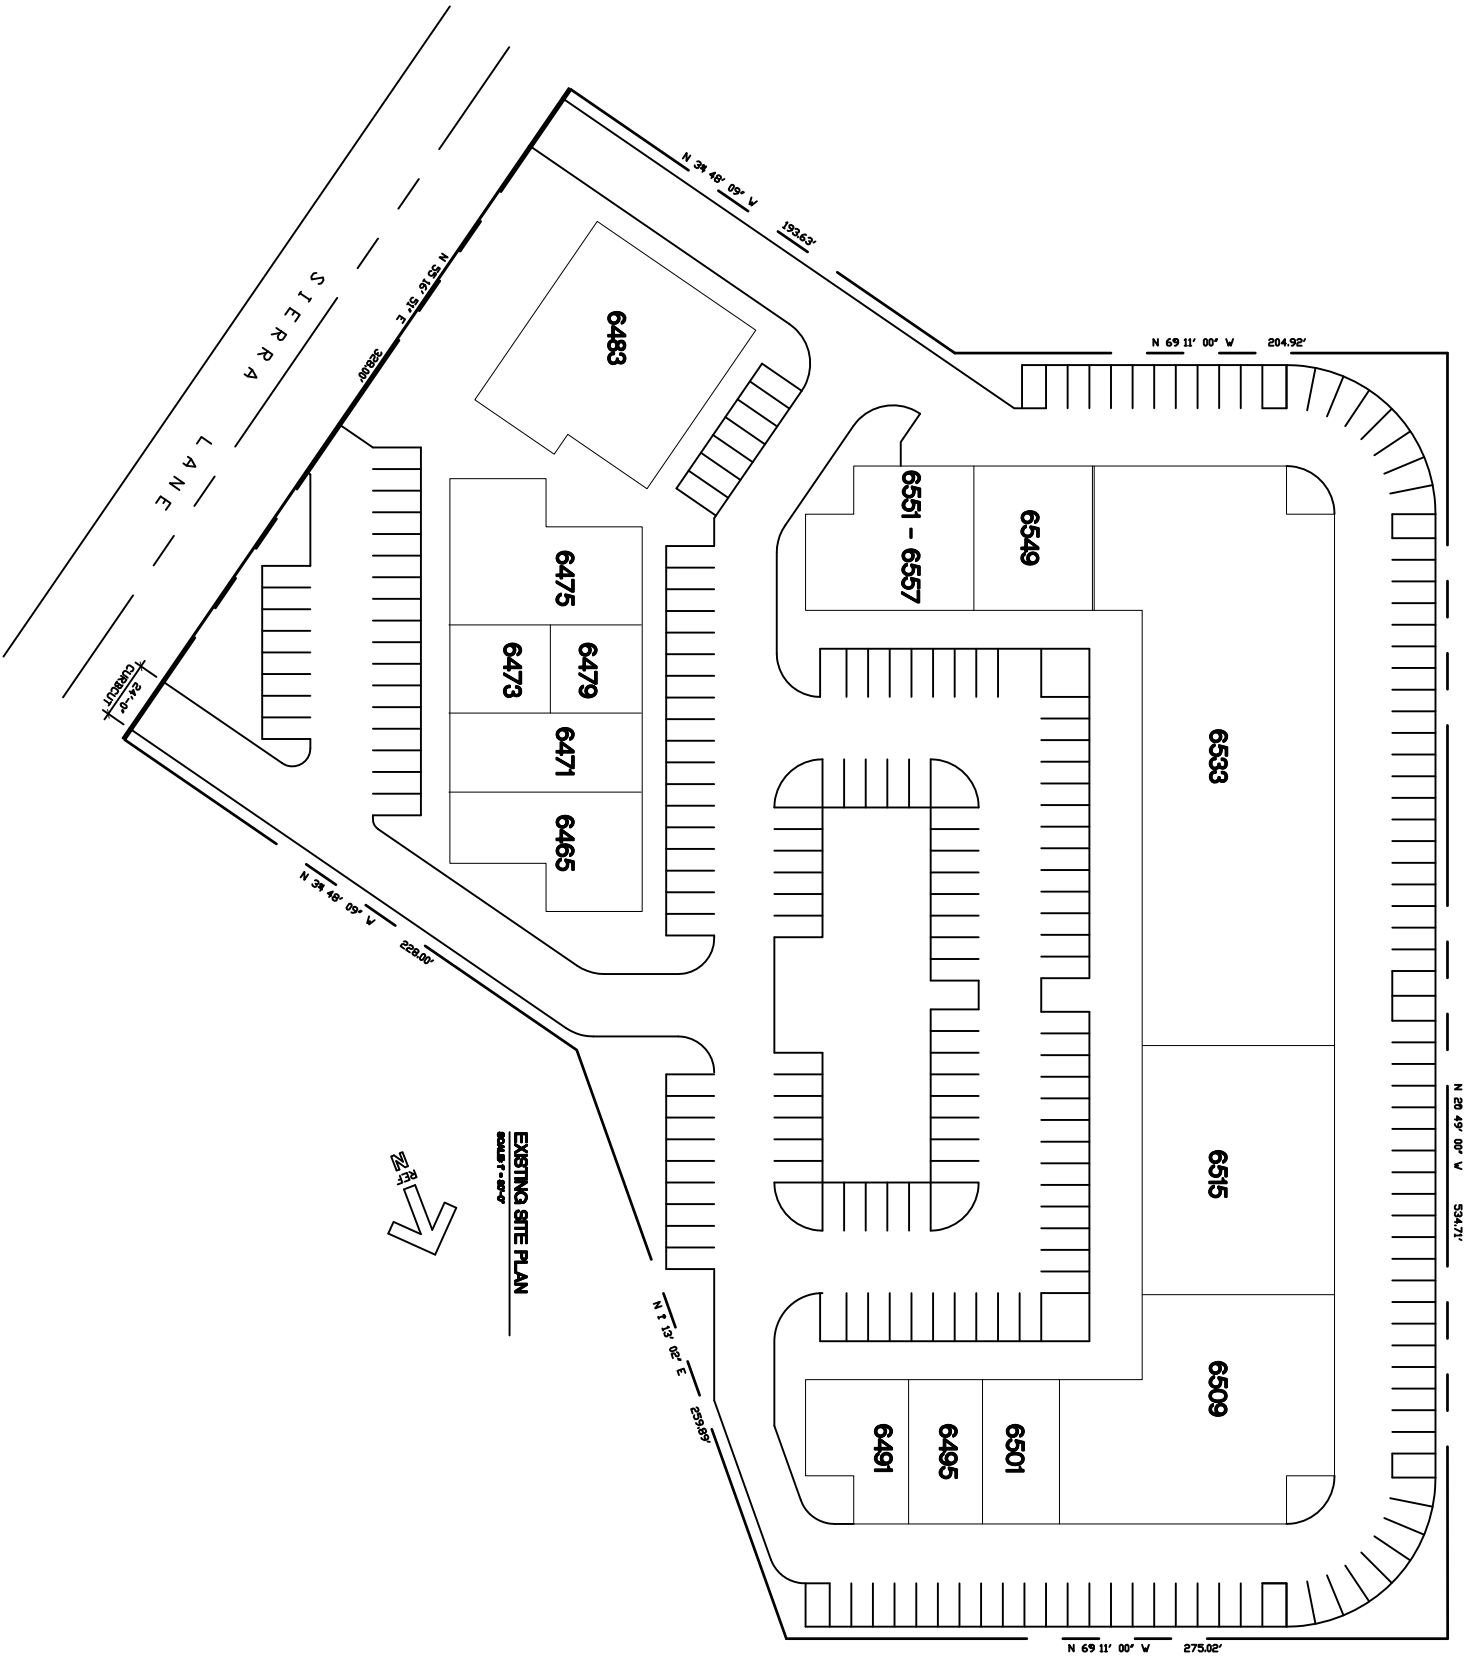 N 34 48' 09" W 193.63'
N 69 11' 00" W 204.92'
SIERRA LANE
N 55 16' 51" E 328.00'
6483
6551 - 6557
6549
6475
6473
6479
6471
6465
6533
24'-0"
CURBCUT
N 34 48' 09" W 228.00'
N 20 49' 00" W 534.71'
6515
EXISTING SITE PLAN
REF
N
N 1 13' 02" E 259.89'
6509
6491
6495
6501
N 69 11' 00" W 275.02'